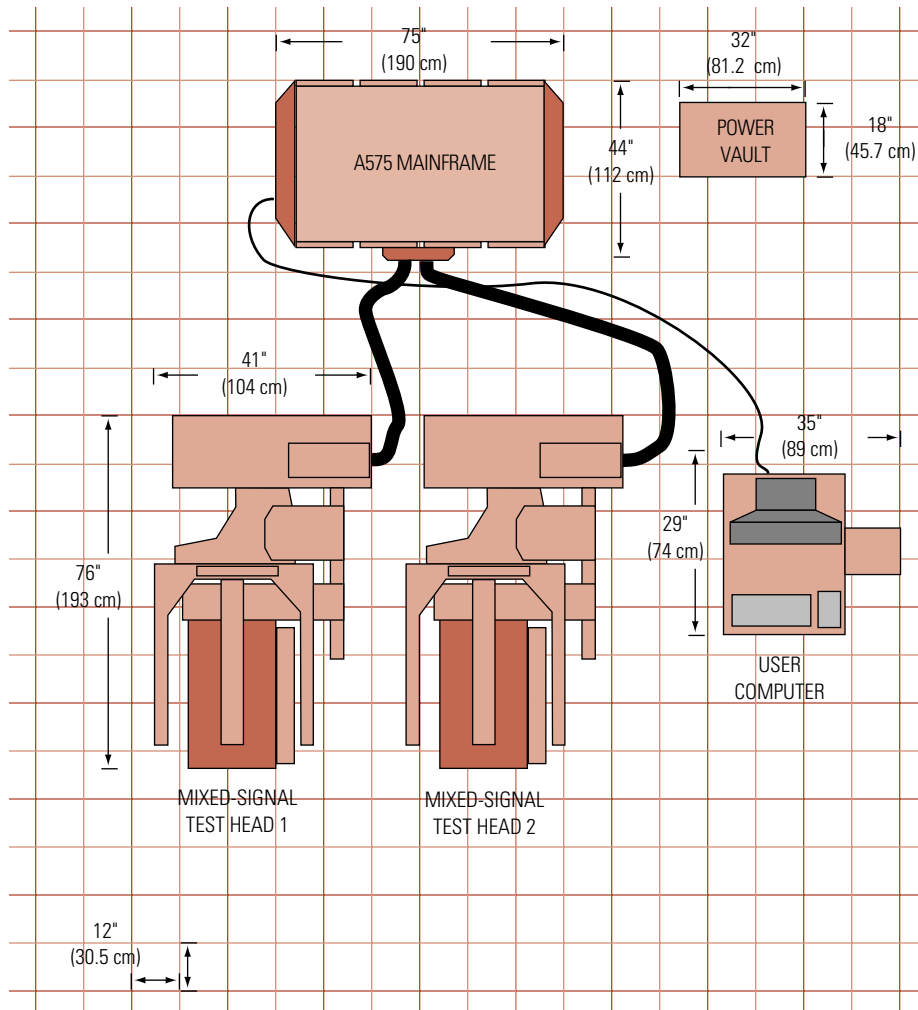 75"
(190 cm)
32"
(81.2 cm)
A575 MAINFRAME
44"
(112 cm)
POWER
VAULT
18"
(45.7 cm)
41"
(104 cm)
35"
(89 cm)
29"
(74 cm)
76"
(193 cm)
USER
COMPUTER
MIXED-SIGNAL
TEST HEAD 1
MIXED-SIGNAL
TEST HEAD 2
12"
(30.5 cm)